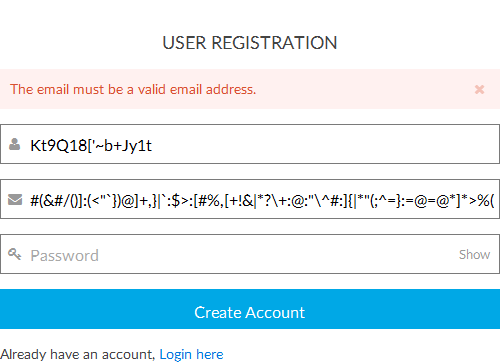 USER REGISTRATION
The email must be a valid email address.
Kt9Q18['~b+Jy1t
#(&#/()]:(<"`})@]+,}|`:$>:[#%,[+!&|*?\+:@:"\^#:]{|*"(;^=}:=@=@*]*>%(
Password Show
Create Account
Already have an account, Login here